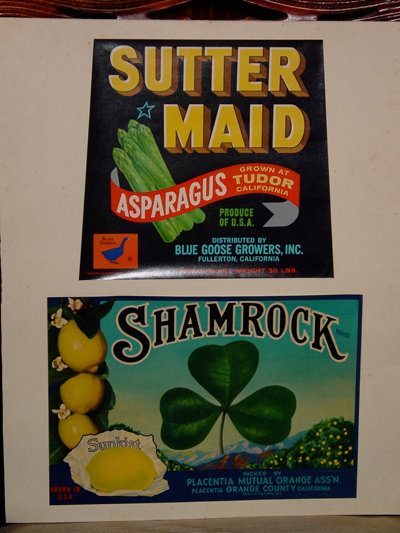 SUTTER
MAID
ASPARAGUS
GROWN AT
TUDOR
CALIFORNIA
PRODUCE
OF U.S.A.
BLUE
GOOSE
DISTRIBUTED BY
BLUE GOOSE GROWERS, INC.
FULLERTON, CALIFORNIA
WEIGHT 30 LBS.
SHAMROCK
BRAND
Sunkist
GROWN IN
U.S.A.
PACKED BY
PLACENTIA MUTUAL ORANGE ASS'N.
PLACENTIA ORANGE COUNTY CALIFORNIA